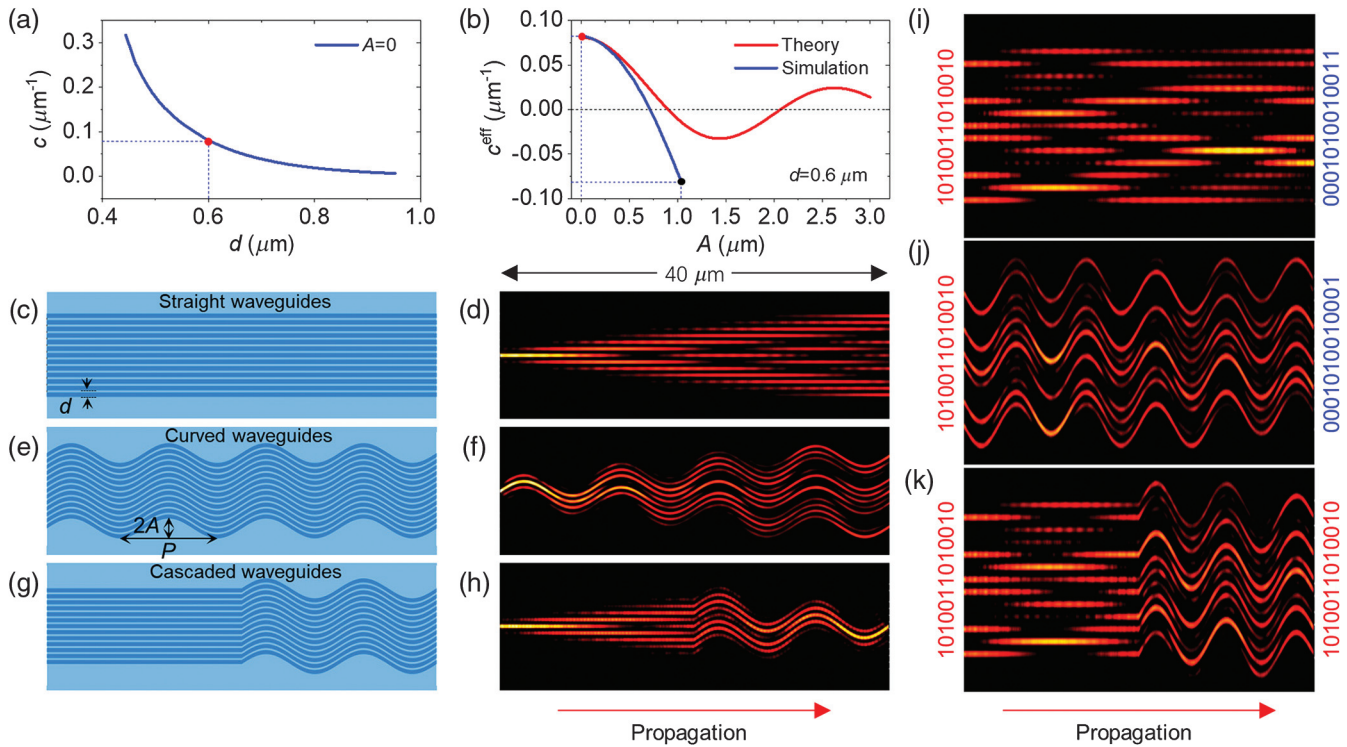 (a)
0.3
0.2
0.1
0.0
c (μm⁻¹)
A=0
0.4
0.6
0.8
1.0
d (μm)
(b)
0.10
0.05
0.00
-0.05
-0.10
c^eff (μm⁻¹)
Theory
Simulation
d=0.6 μm
0.0
0.5
1.0
1.5
2.0
2.5
3.0
A (μm)
40 μm
(c)
Straight waveguides
d
(d)
(e)
Curved waveguides
2A
P
(f)
(g)
Cascaded waveguides
(h)
Propagation
(i)
1010011010010
0001010010011
(j)
1010011010010
0001010010001
(k)
1010011010010
1010011010010
Propagation